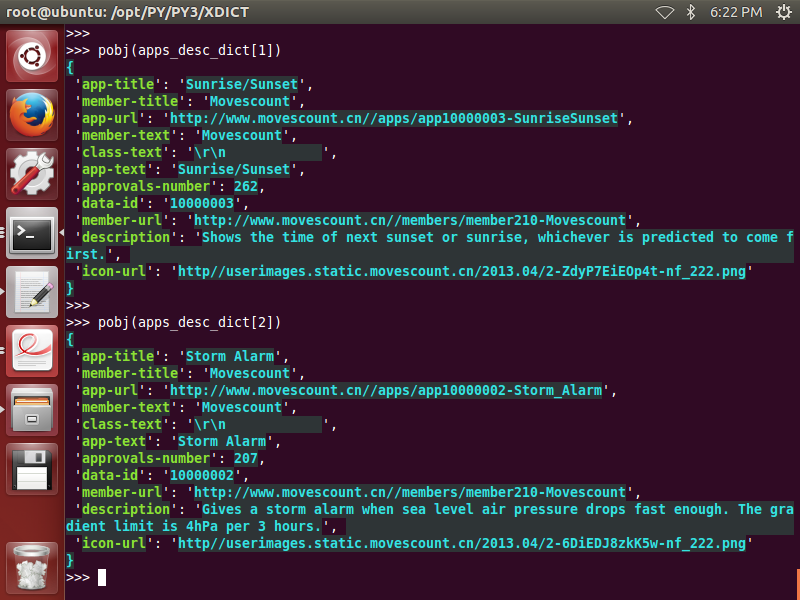 root@ubuntu: /opt/PY/PY3/XDICT
6:22 PM
>>>
>>> pobj(apps_desc_dict[1])
{
 'app-title': 'Sunrise/Sunset',
 'member-title': 'Movescount',
 'app-url': 'http://www.movescount.cn//apps/app10000003-SunriseSunset',
 'member-text': 'Movescount',
 'class-text': '\r\n            ',
 'app-text': 'Sunrise/Sunset',
 'approvals-number': 262,
 'data-id': '10000003',
 'member-url': 'http://www.movescount.cn//members/member210-Movescount',
 'description': 'Shows the time of next sunset or sunrise, whichever is predicted to come f
irst.',
 'icon-url': 'http//userimages.static.movescount.cn/2013.04/2-ZdyP7EiEOp4t-nf_222.png'
}
>>>
>>> pobj(apps_desc_dict[2])
{
 'app-title': 'Storm Alarm',
 'member-title': 'Movescount',
 'app-url': 'http://www.movescount.cn//apps/app10000002-Storm_Alarm',
 'member-text': 'Movescount',
 'class-text': '\r\n            ',
 'app-text': 'Storm Alarm',
 'approvals-number': 207,
 'data-id': '10000002',
 'member-url': 'http://www.movescount.cn//members/member210-Movescount',
 'description': 'Gives a storm alarm when sea level air pressure drops fast enough. The gra
dient limit is 4hPa per 3 hours.',
 'icon-url': 'http//userimages.static.movescount.cn/2013.04/2-6DiEDJ8zkK5w-nf_222.png'
}
>>>